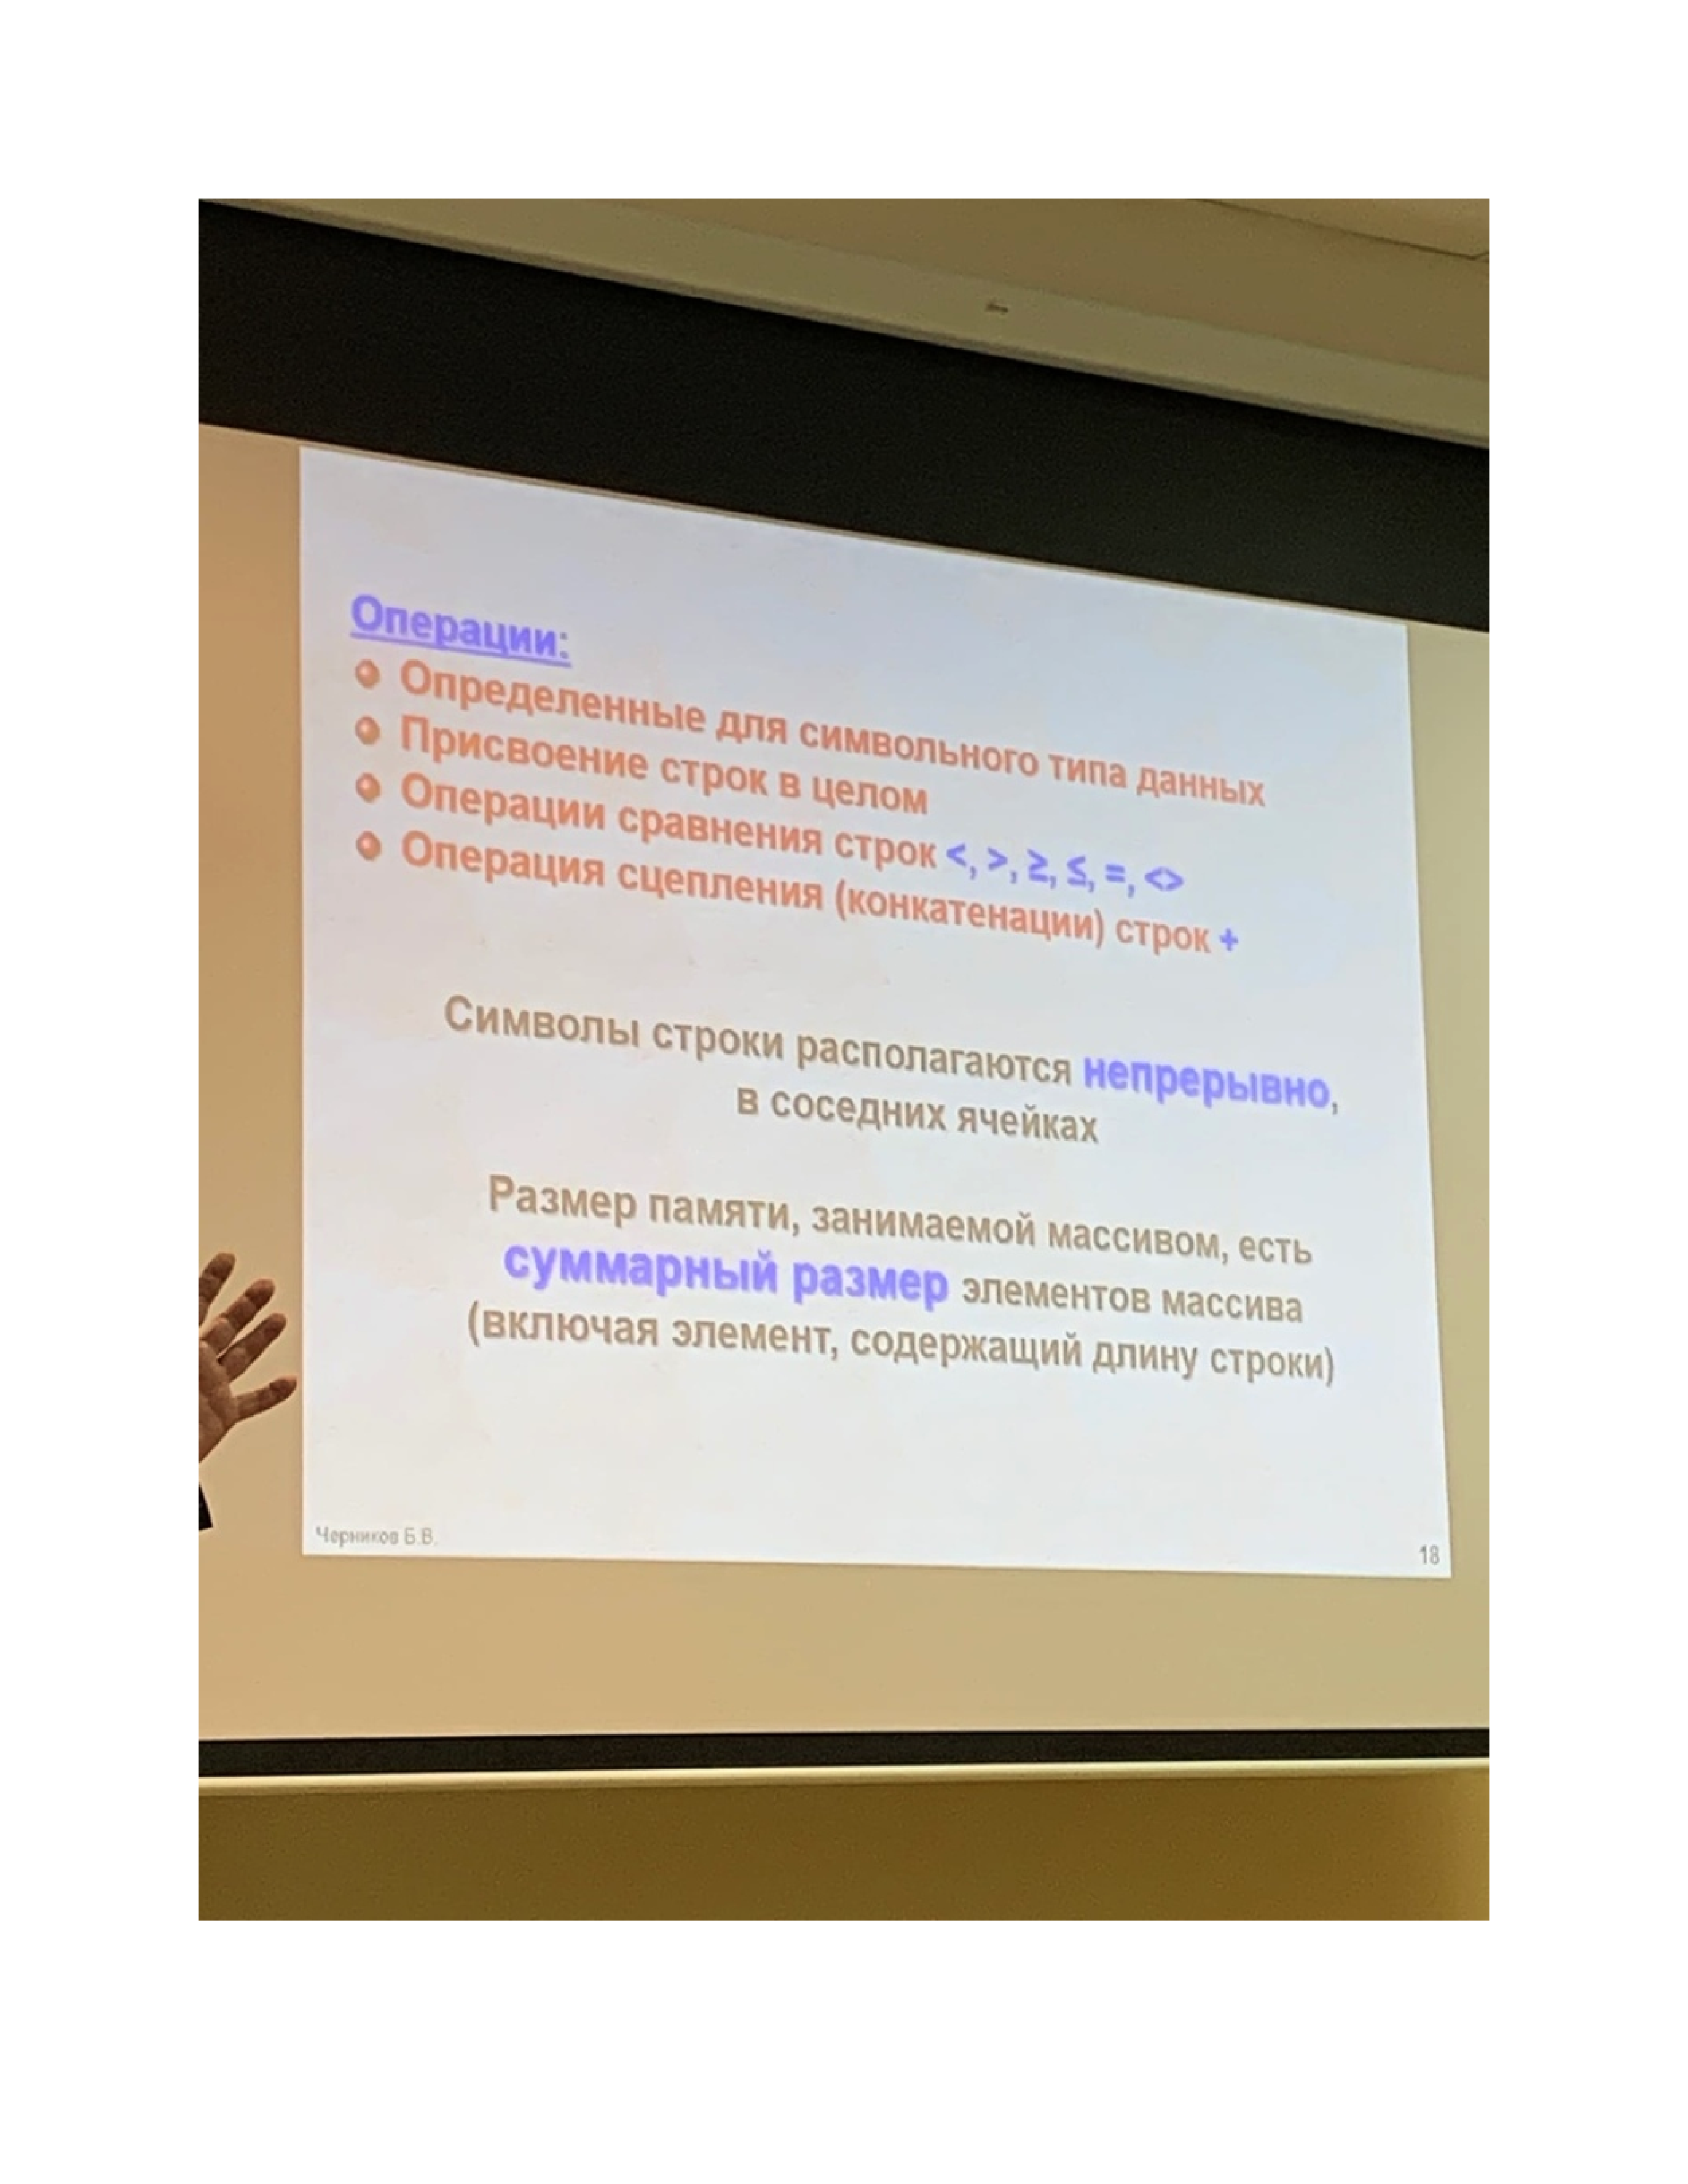 Операции:
Определенные для символьного типа данных
Присвоение строк в целом
Операции сравнения строк <, >, ≥, ≤, =, <>
Операция сцепления (конкатенации) строк +
Символы строки располагаются непрерывно,
в соседних ячейках
Размер памяти, занимаемой массивом, есть
суммарный размер элементов массива
(включая элемент, содержащий длину строки)
Черников Б.В.
18